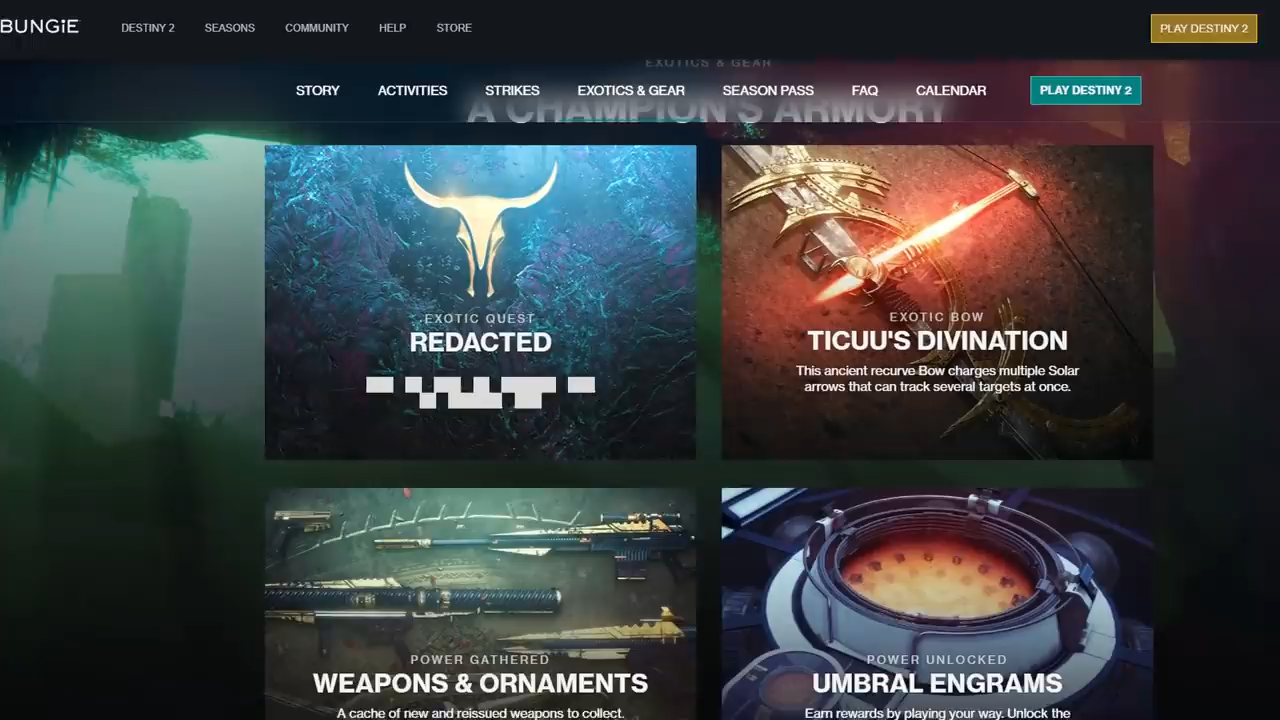 BUNGiE
DESTINY 2
SEASONS
COMMUNITY
HELP
STORE
PLAY DESTINY 2
EXOTICS & GEAR
STORY
ACTIVITIES
STRIKES
EXOTICS & GEAR
SEASON PASS
FAQ
CALENDAR
PLAY DESTINY 2
A CHAMPION'S ARMORY
EXOTIC QUEST
REDACTED
EXOTIC BOW
TICUU'S DIVINATION
This ancient recurve Bow charges multiple Solar
arrows that can track several targets at once.
POWER GATHERED
WEAPONS & ORNAMENTS
A cache of new and reissued weapons to collect.
POWER UNLOCKED
UMBRAL ENGRAMS
Earn rewards by playing your way. Unlock the